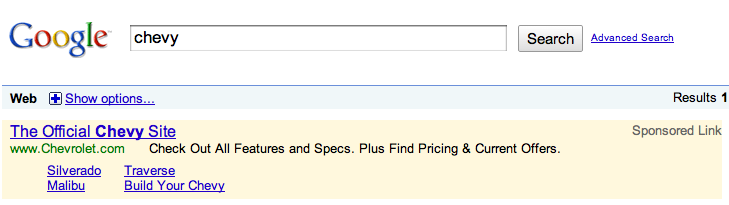 Google chevy Search Advanced Search
Web Show options... Results 1
The Official Chevy Site Sponsored Link
www.Chevrolet.com Check Out All Features and Specs. Plus Find Pricing & Current Offers.
Silverado Traverse
Malibu Build Your Chevy